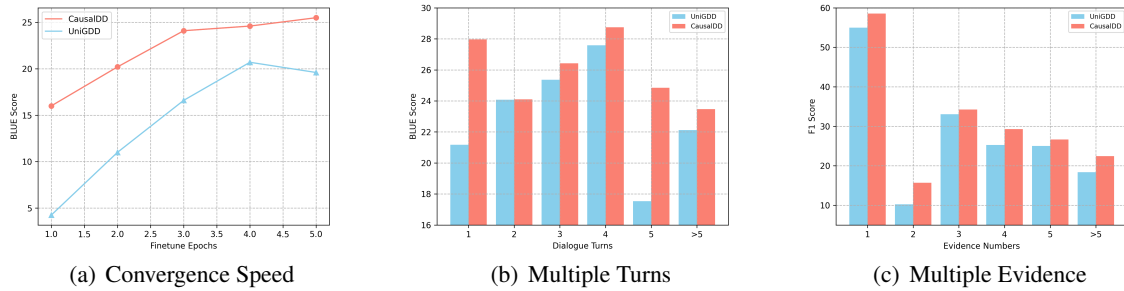 CausalDD
UniGDD
BLUE Score
25
20
15
10
5
1.0 1.5 2.0 2.5 3.0 3.5 4.0 4.5 5.0
Finetune Epochs
(a) Convergence Speed
UniGDD
CausalDD
BLUE Score
30
28
26
24
22
20
18
16
1 2 3 4 5 >5
Dialogue Turns
(b) Multiple Turns
UniGDD
CausalDD
F1 Score
60
50
40
30
20
10
1 2 3 4 5 >5
Evidence Numbers
(c) Multiple Evidence